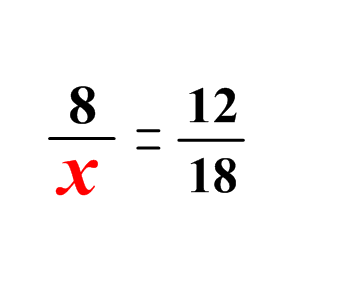 8/x = 12/18